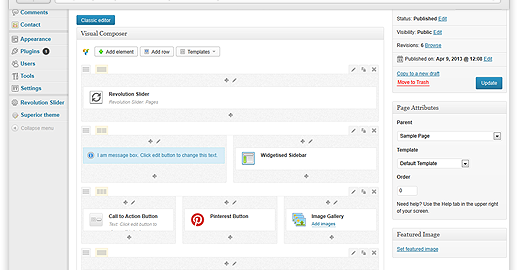 Comments
Contact
Appearance
Plugins 1
Users
Tools
Settings
Revolution Slider
Superior theme
Collapse menu
Classic editor
Visual Composer
Add element
Add row
Templates
Revolution Slider
Revolution Slider: Pages
I am message box. Click edit button to change this text.
Widgetised Sidebar
Call to Action Button
Text: Click edit button to
Pinterest Button
Image Gallery
Add images
Status: Published Edit
Visibility: Public Edit
Revisions: 6 Browse
Published on: Apr 9, 2013 @ 12:08 Edit
Copy to a new draft
Move to Trash
Update
Page Attributes
Parent
Sample Page
Template
Default Template
Order
0
Need help? Use the Help tab in the upper right
of your screen.
Featured Image
Set featured image